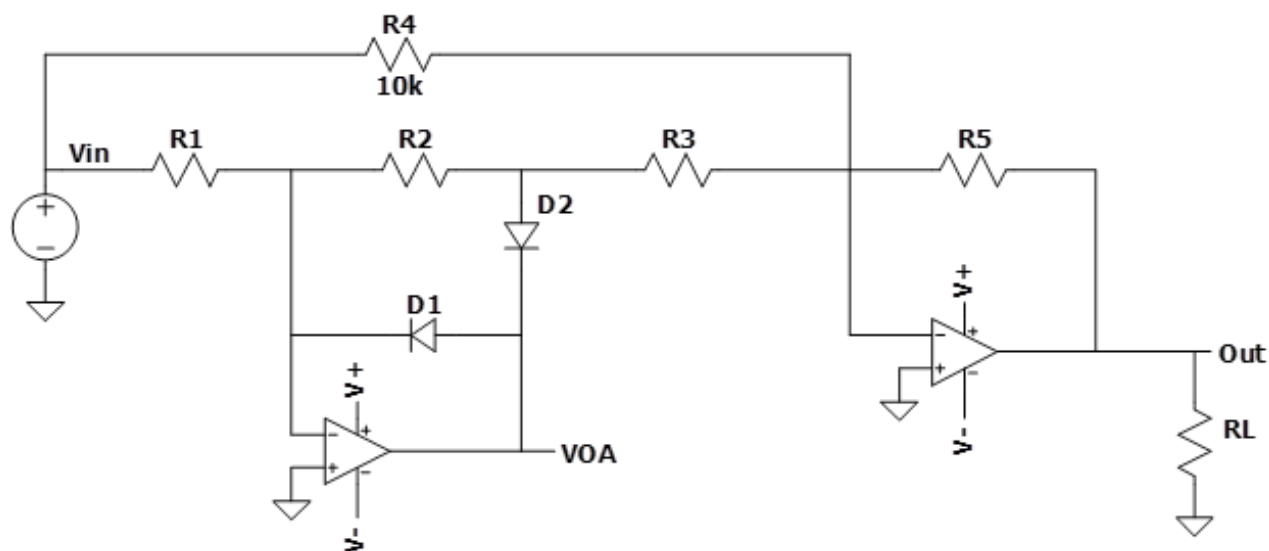 R4
10k
Vin
R1
R2
R3
R5
D2
D1
V+
V-
VOA
V+
V-
Out
RL
+
−
−
+
+
−
−
+
+
−